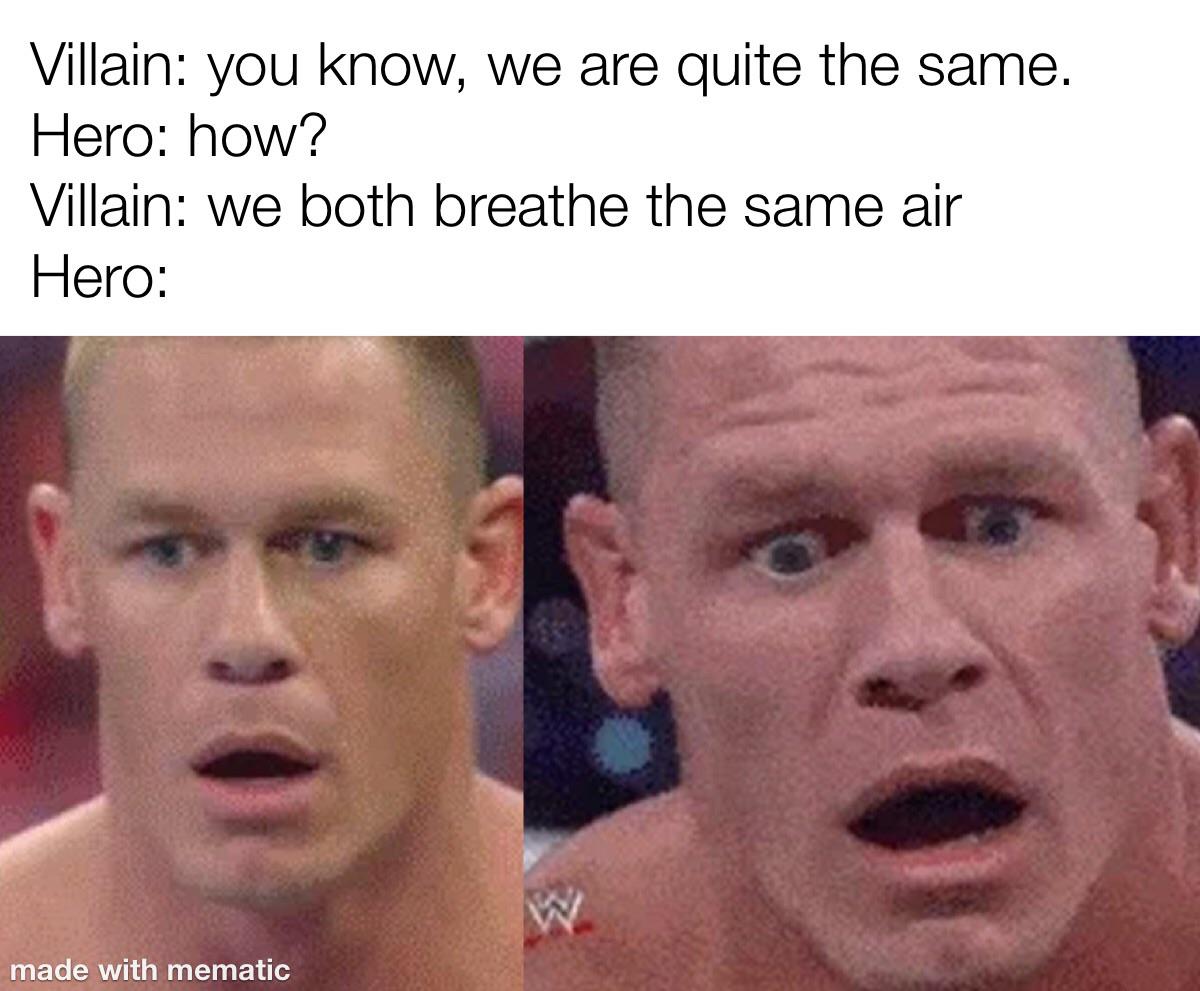 Villain: you know, we are quite the same.
Hero: how?
Villain: we both breathe the same air
Hero:
W
made with mematic